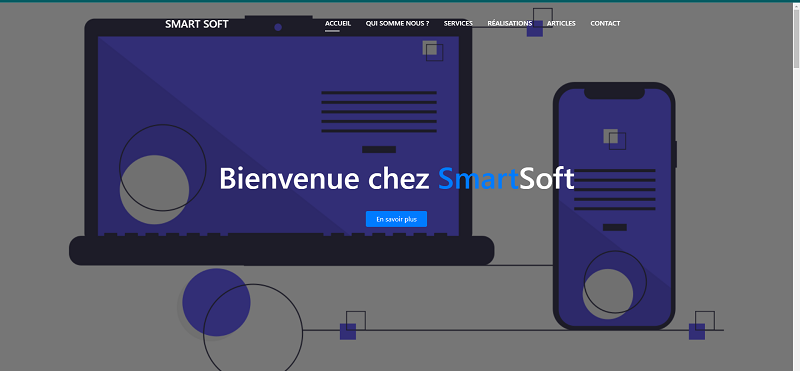 SMART SOFT
ACCUEIL
QUI SOMME NOUS ?
SERVICES
RÉALISATIONS
ARTICLES
CONTACT
Bienvenue chez SmartSoft
En savoir plus